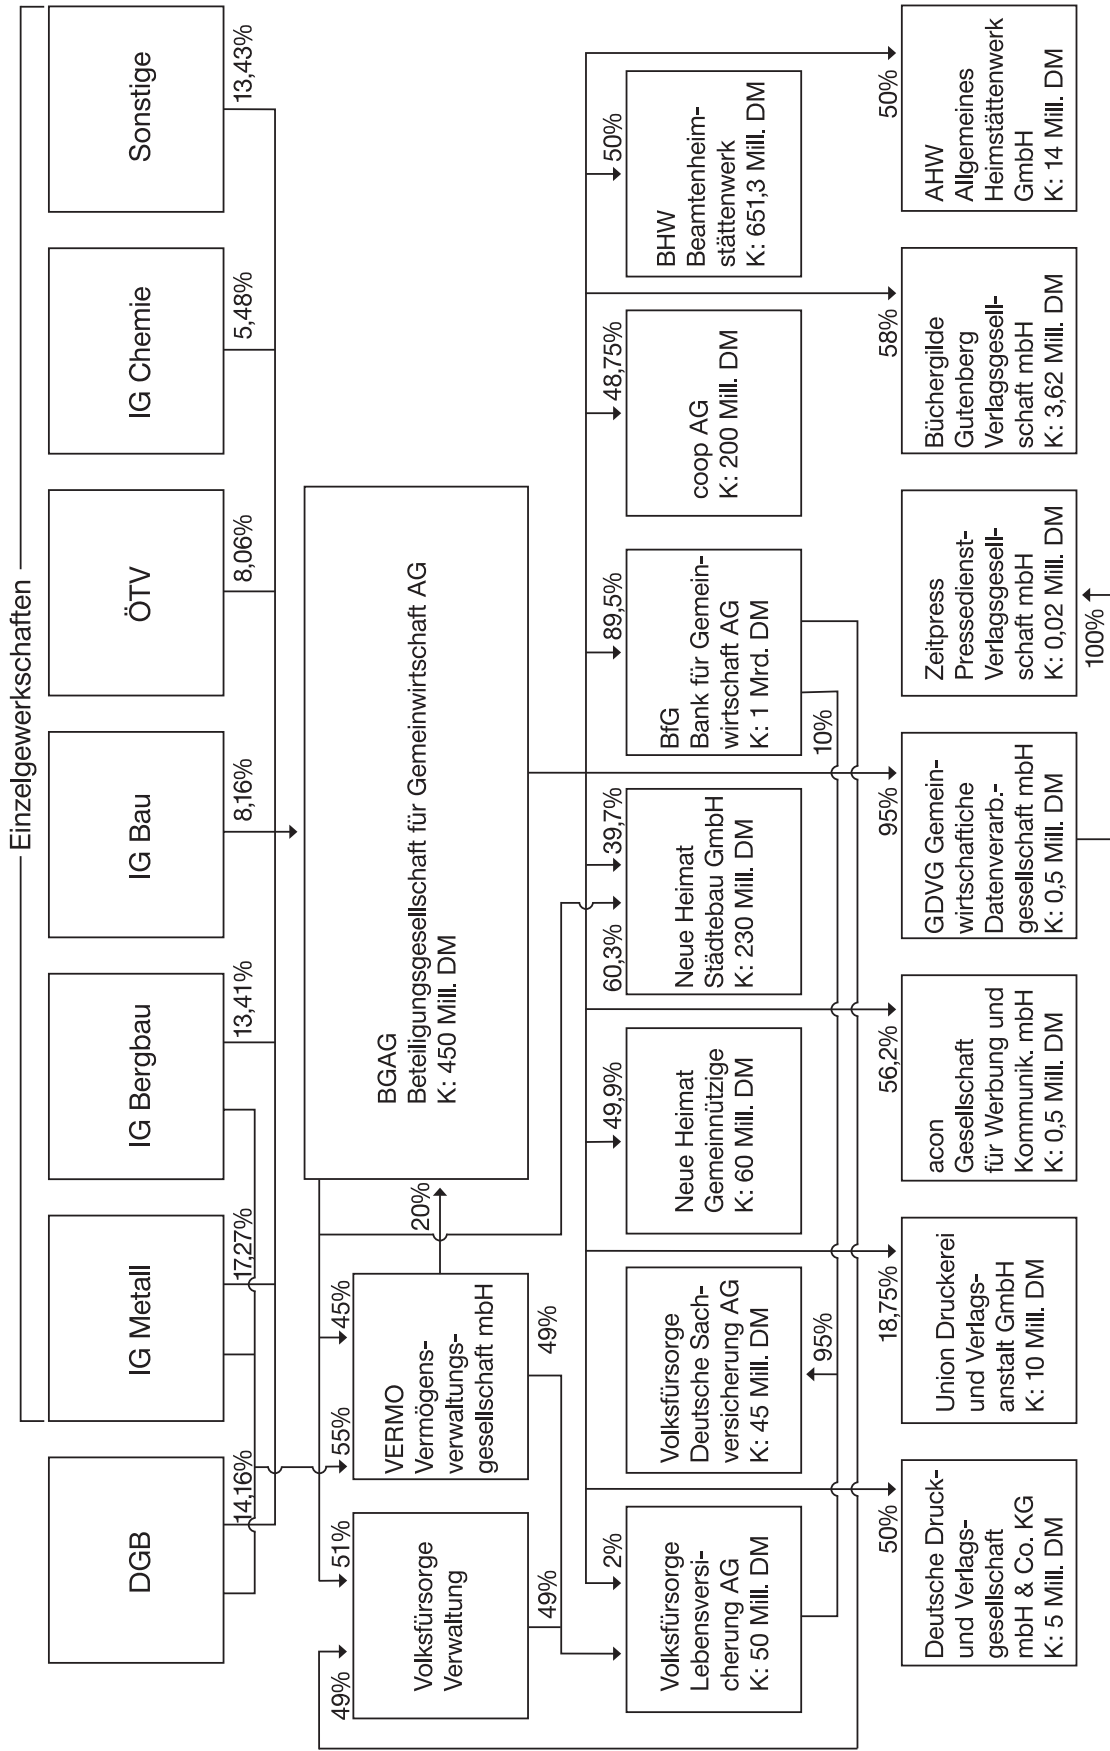 Einzelgewerkschaften
DGB
IG Metall
IG Bergbau
IG Bau
ÖTV
IG Chemie
Sonstige
14,16%
17,27%
13,41%
8,16%
8,06%
5,48%
13,43%
BGAG
Beteiligungsgesellschaft für Gemeinwirtschaft AG
K: 450 Mill. DM
49%
51%
55%
45%
20%
Volksfürsorge
Verwaltung
VERMO
Vermögens-
verwaltungs-
gesellschaft mbH
49%
49%
2%
49,9%
60,3%
39,7%
89,5%
48,75%
50%
Volksfürsorge
Lebensversi-
cherung AG
K: 50 Mill. DM
Volksfürsorge
Deutsche Sach-
versicherung AG
K: 45 Mill. DM
Neue Heimat
Gemeinnützige
K: 60 Mill. DM
Neue Heimat
Städtebau GmbH
K: 230 Mill. DM
BfG
Bank für Gemein-
wirtschaft AG
K: 1 Mrd. DM
coop AG
K: 200 Mill. DM
BHW
Beamtenheim-
stättenwerk
K: 651,3 Mill. DM
95%
10%
50%
18,75%
56,2%
95%
58%
50%
Deutsche Druck-
und Verlags-
gesellschaft
mbH & Co. KG
K: 5 Mill. DM
Union Druckerei
und Verlags-
anstalt GmbH
K: 10 Mill. DM
acon
Gesellschaft
für Werbung und
Kommunik. mbH
K: 0,5 Mill. DM
GDVG Gemein-
wirtschaftiche
Datenverarb.-
gesellschaft mbH
K: 0,5 Mill. DM
Zeitpress
Pressedienst-
Verlagsgesell-
schaft mbH
K: 0,02 Mill. DM
Büchergilde
Gutenberg
Verlagsgesell-
schaft mbH
K: 3,62 Mill. DM
AHW
Allgemeines
Heimstättenwerk
GmbH
K: 14 Mill. DM
100%